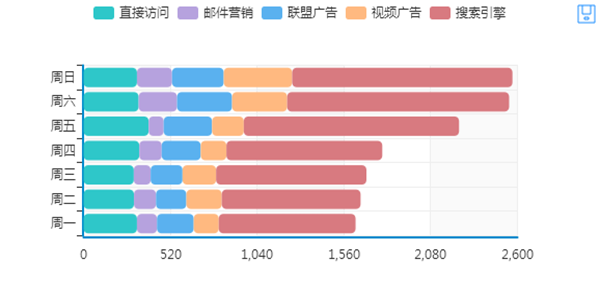 直接访问 邮件营销 联盟广告 视频广告 搜索引擎
周日
周六
周五
周四
周三
周二
周一
0 520 1,040 1,560 2,080 2,600